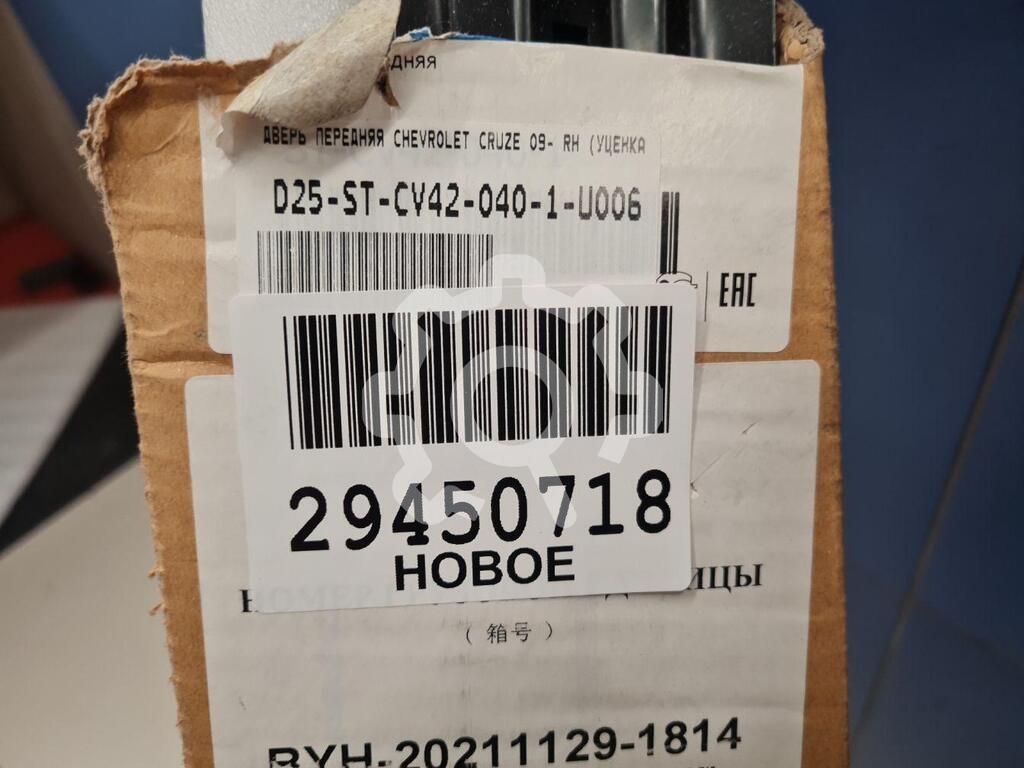 дняя
ДВЕРЬ ПЕРЕДНЯЯ CHEVROLET CRUZE 09- RH (УЦЕНКА
D25-ST-CV42-040-1-U006
EAC
29450718
НОВОЕ
( 箱号 )
BYH-20211129-1814